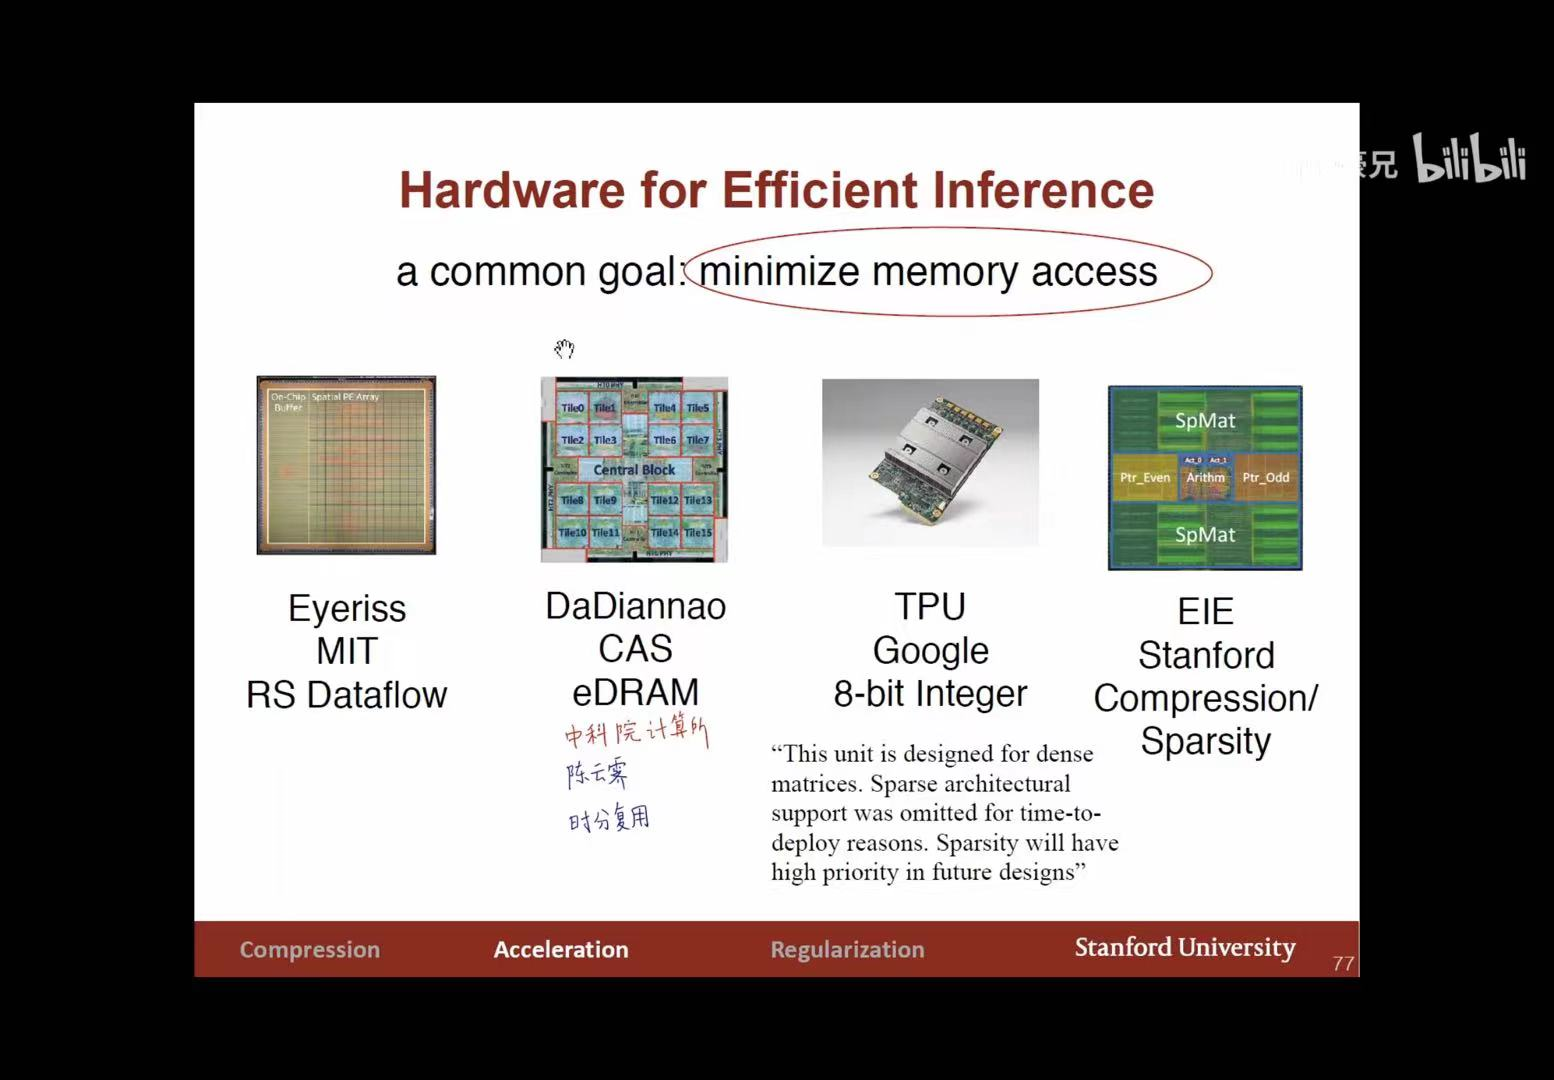 豪兄 bilibili
Hardware for Efficient Inference
a common goal: minimize memory access
On-Chip Buffer
Spatial PE Array
Tile0 Tile1 Tile4 Tile5
Tile2 Tile3 Tile6 Tile7
Central Block
Tile8 Tile9 Tile12 Tile13
Tile10 Tile11 Tile14 Tile15
SpMat
Act_0 Act_1
Ptr_Even Arithm Ptr_Odd
SpMat
Eyeriss
MIT
RS Dataflow
DaDiannao
CAS
eDRAM
中科院计算所
陈云霁
时分复用
TPU
Google
8-bit Integer
“This unit is designed for dense
matrices. Sparse architectural
support was omitted for time-to-
deploy reasons. Sparsity will have
high priority in future designs”
EIE
Stanford
Compression/
Sparsity
Compression Acceleration Regularization Stanford University
77